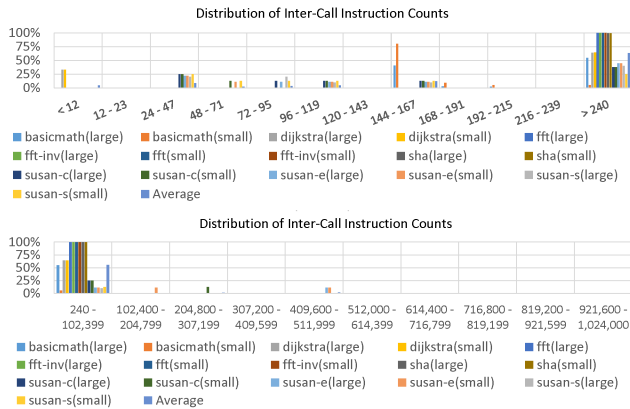 Distribution of Inter-Call Instruction Counts
100%
75%
50%
25%
0%
< 12 12 - 23 24 - 47 48 - 71 72 - 95 96 - 119 120 - 143 144 - 167 168 - 191 192 - 215 216 - 239 > 240
basicmath(large) basicmath(small) dijkstra(large) dijkstra(small) fft(large)
fft-inv(large) fft(small) fft-inv(small) sha(large) sha(small)
susan-c(large) susan-c(small) susan-e(large) susan-e(small) susan-s(large)
susan-s(small) Average
Distribution of Inter-Call Instruction Counts
100%
75%
50%
25%
0%
240 - 102,400 - 204,800 - 307,200 - 409,600 - 512,000 - 614,400 - 716,800 - 819,200 - 921,600 -
102,399 204,799 307,199 409,599 511,999 614,399 716,799 819,199 921,599 1,024,000
basicmath(large) basicmath(small) dijkstra(large) dijkstra(small) fft(large)
fft-inv(large) fft(small) fft-inv(small) sha(large) sha(small)
susan-c(large) susan-c(small) susan-e(large) susan-e(small) susan-s(large)
susan-s(small) Average